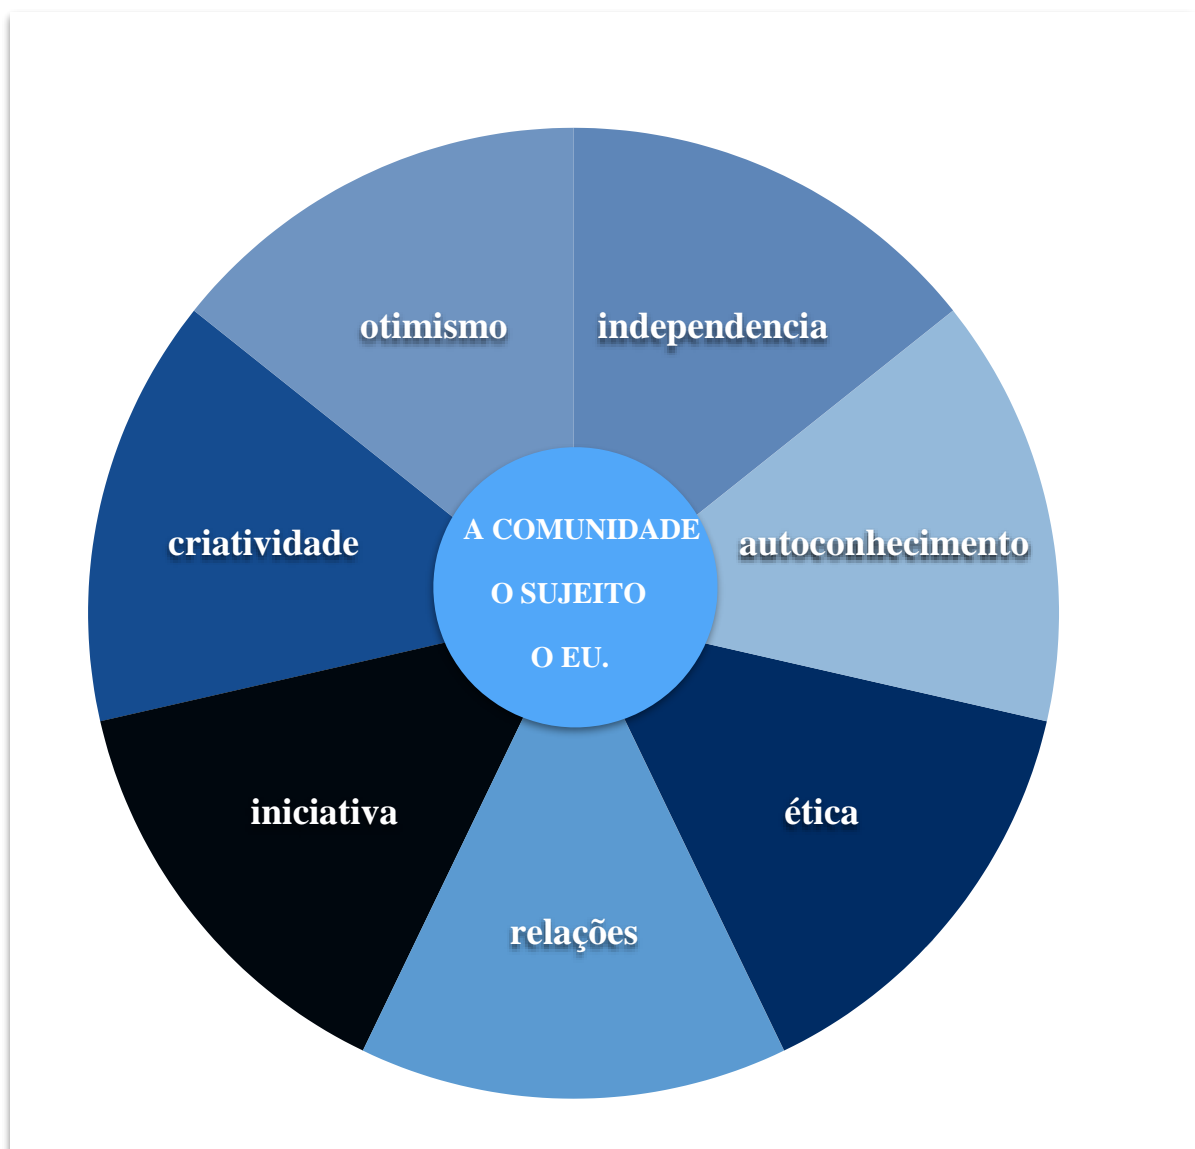 otimismo
independencia
A COMUNIDADE
O SUJEITO
O EU.
criatividade
autoconhecimento
iniciativa
ética
relações